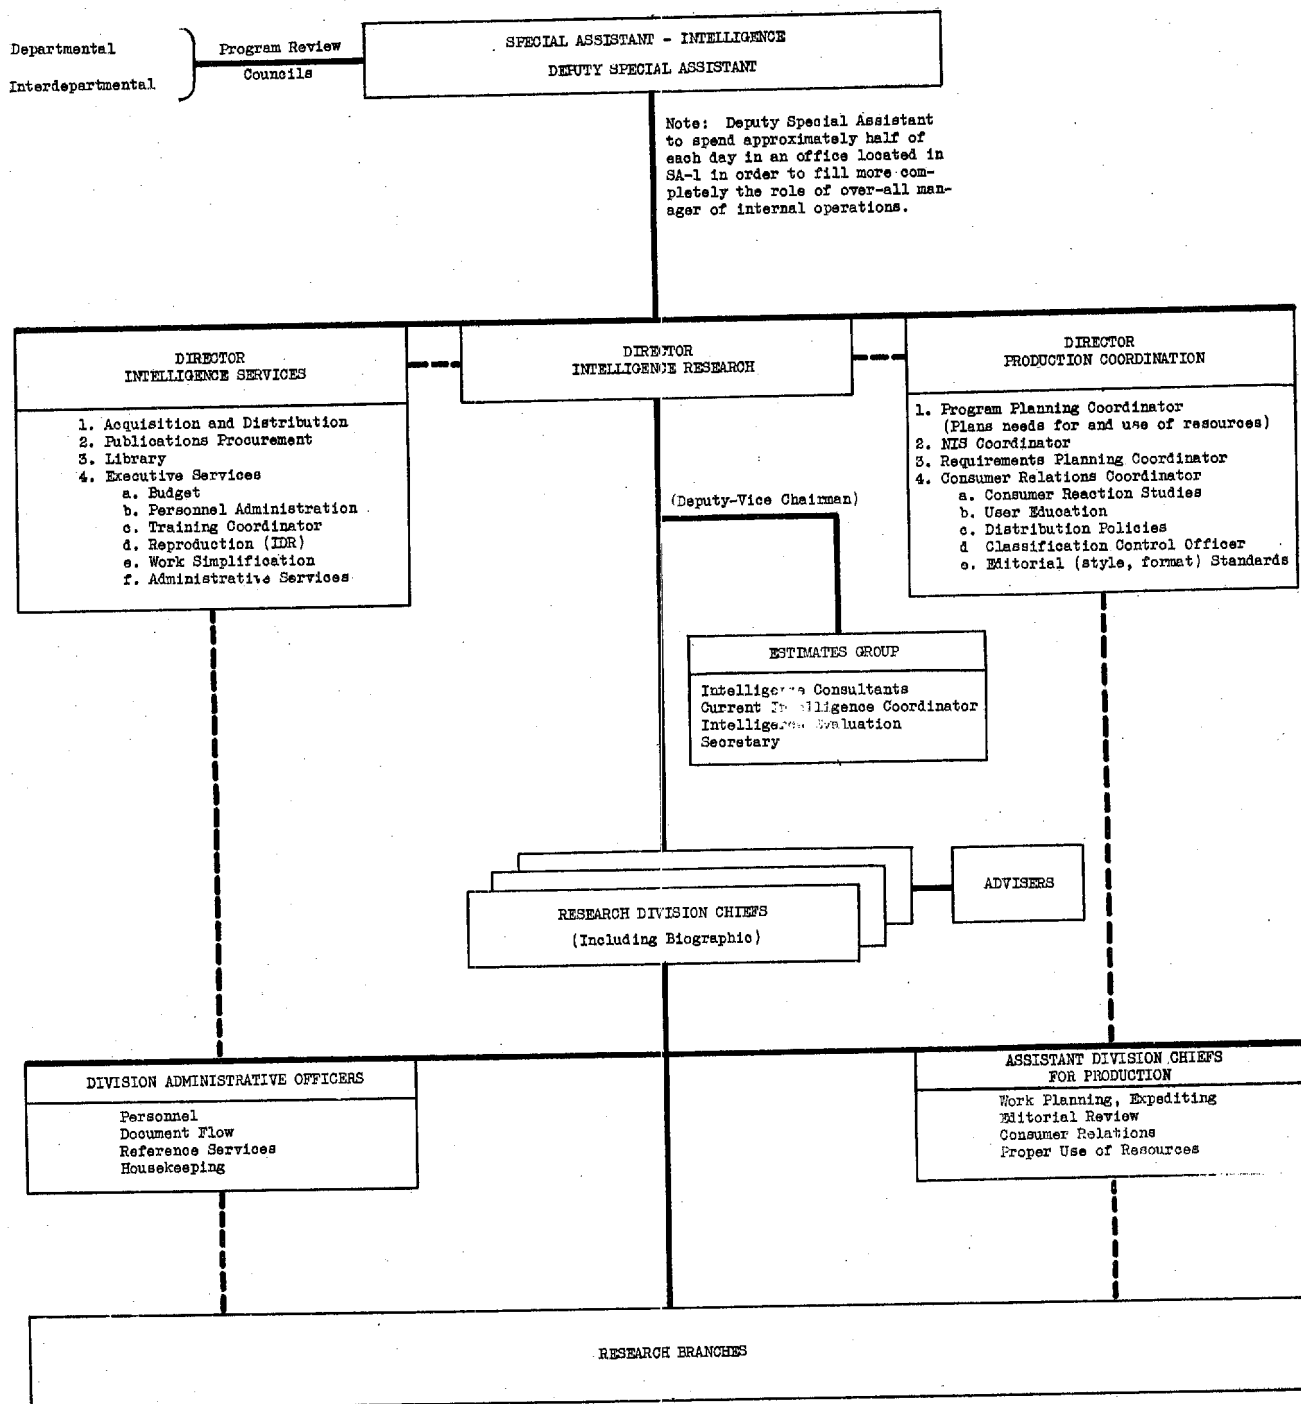 Departmental
Interdepartmental
Program Review
Councils
SPECIAL ASSISTANT - INTELLIGENCE
DEPUTY SPECIAL ASSISTANT
Note: Deputy Special Assistant
to spend approximately half of
each day in an office located in
SA-1 in order to fill more com-
pletely the role of over-all man-
ager of internal operations.
DIRECTOR
INTELLIGENCE SERVICES
1. Acquisition and Distribution
2. Publications Procurement
3. Library
4. Executive Services
a. Budget
b. Personnel Administration
c. Training Coordinator
d. Reproduction (IDR)
e. Work Simplification
f. Administrative Services
DIRECTOR
INTELLIGENCE RESEARCH
DIRECTOR
PRODUCTION COORDINATION
1. Program Planning Coordinator
(Plans needs for and use of resources)
2. NIS Coordinator
3. Requirements Planning Coordinator
4. Consumer Relations Coordinator
a. Consumer Reaction Studies
b. User Education
c. Distribution Policies
d Classification Control Officer
e. Editorial (style, format) Standards
(Deputy-Vice Chairman)
ESTIMATES GROUP
Intelligence Consultants
Current Intelligence Coordinator
Intelligence Evaluation
Secretary
RESEARCH DIVISION CHIEFS
(Including Biographic)
ADVISERS
DIVISION ADMINISTRATIVE OFFICERS
Personnel
Document Flow
Reference Services
Housekeeping
ASSISTANT DIVISION CHIEFS
FOR PRODUCTION
Work Planning, Expediting
Editorial Review
Consumer Relations
Proper Use of Resources
RESEARCH BRANCHES